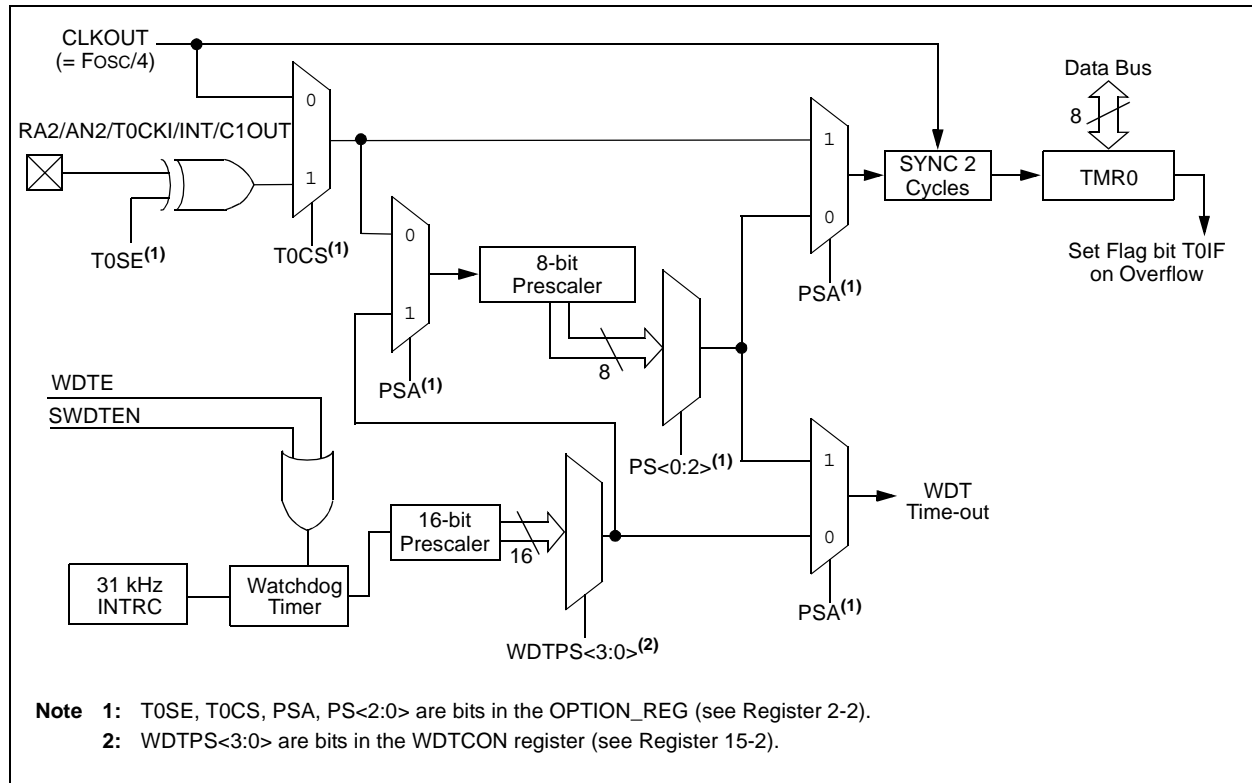 CLKOUT
(= FOSC/4)
Data Bus
8
RA2/AN2/T0CKI/INT/C1OUT
0
1
1
0
SYNC 2
Cycles
TMR0
T0SE(1)
T0CS(1)
0
1
8-bit
Prescaler
PSA(1)
Set Flag bit T0IF
on Overflow
8
PSA(1)
WDTE
SWDTEN
PS<0:2>(1)
1
0
WDT
Time-out
16-bit
Prescaler
16
31 kHz
INTRC
Watchdog
Timer
PSA(1)
WDTPS<3:0>(2)
Note 1: T0SE, T0CS, PSA, PS<2:0> are bits in the OPTION_REG (see Register 2-2).
2: WDTPS<3:0> are bits in the WDTCON register (see Register 15-2).